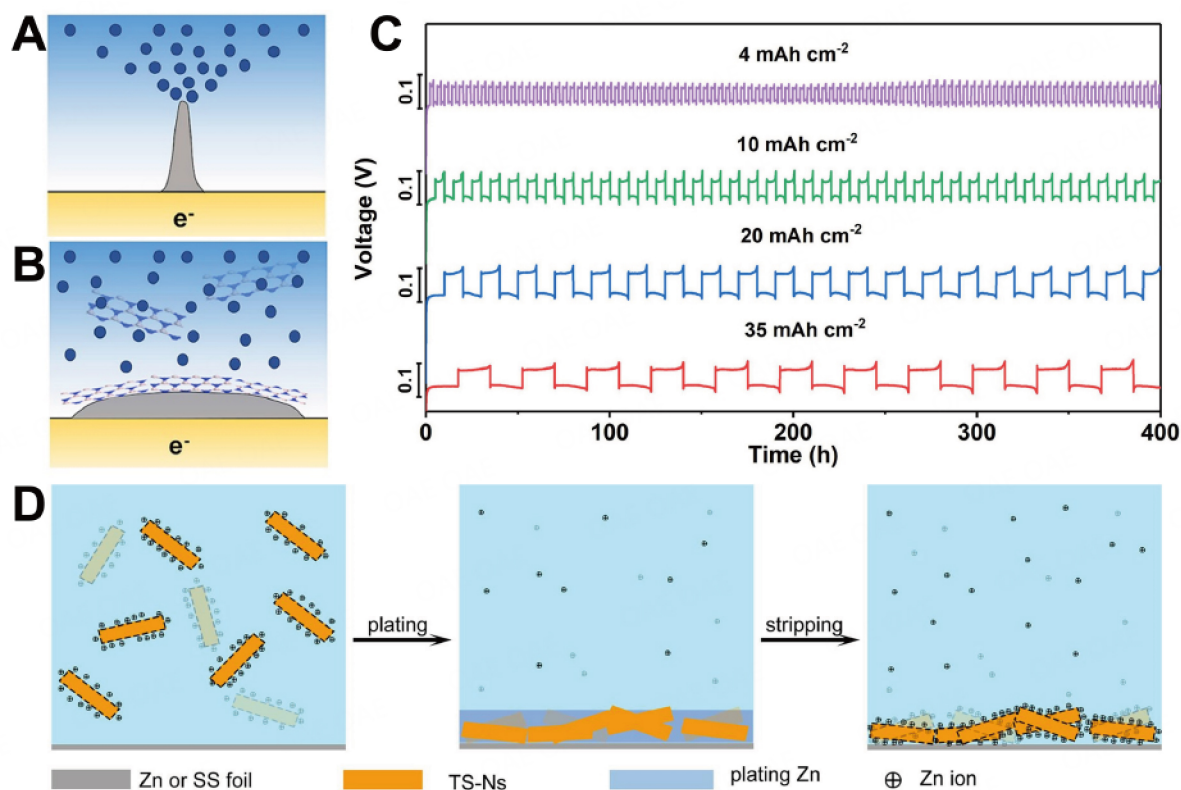 A
e-
B
e-
C
Voltage (V)
4 mAh cm-2
0.1
10 mAh cm-2
0.1
20 mAh cm-2
0.1
35 mAh cm-2
0.1
0 100 200 300 400
Time (h)
D
plating
stripping
Zn or SS foil
TS-Ns
plating Zn
Zn ion